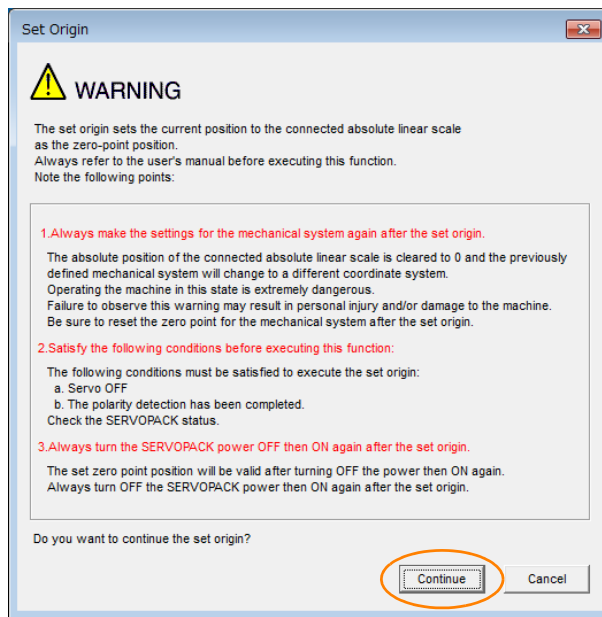 Set Origin
WARNING
The set origin sets the current position to the connected absolute linear scale
as the zero-point position.
Always refer to the user's manual before executing this function.
Note the following points:
1.Always make the settings for the mechanical system again after the set origin.
The absolute position of the connected absolute linear scale is cleared to 0 and the previously
defined mechanical system will change to a different coordinate system.
Operating the machine in this state is extremely dangerous.
Failure to observe this warning may result in personal injury and/or damage to the machine.
Be sure to reset the zero point for the mechanical system after the set origin.
2.Satisfy the following conditions before executing this function:
The following conditions must be satisfied to execute the set origin:
a. Servo OFF
b. The polarity detection has been completed.
Check the SERVOPACK status.
3.Always turn the SERVOPACK power OFF then ON again after the set origin.
The set zero point position will be valid after turning OFF the power then ON again.
Always turn OFF the SERVOPACK power then ON again after the set origin.
Do you want to continue the set origin?
Continue Cancel